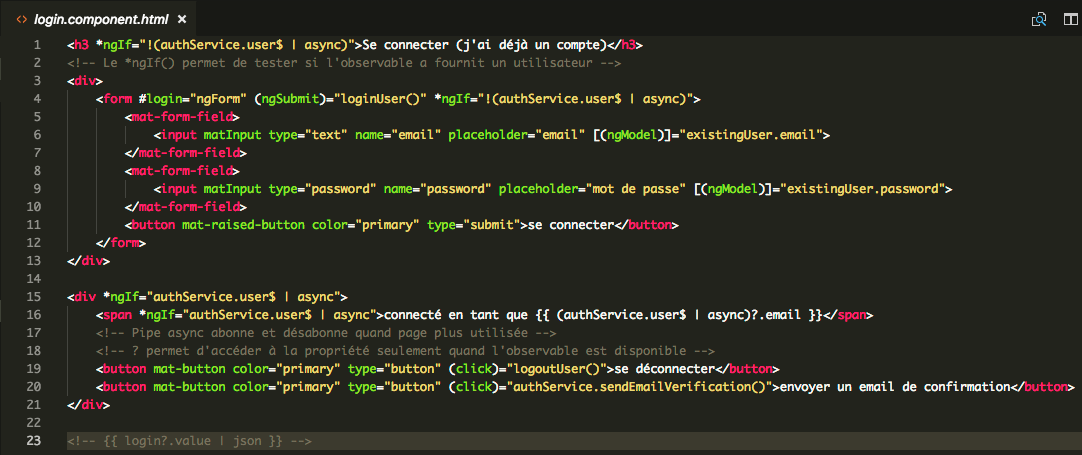 login.component.html
1 <h3 *ngIf="!(authService.user$ | async)">Se connecter (j'ai déjà un compte)</h3>
2 <!-- Le *ngIf() permet de tester si l'observable a fournit un utilisateur -->
3 <div>
4 <form #login="ngForm" (ngSubmit)="loginUser()" *ngIf="!(authService.user$ | async)">
5 <mat-form-field>
6 <input matInput type="text" name="email" placeholder="email" [(ngModel)]="existingUser.email">
7 </mat-form-field>
8 <mat-form-field>
9 <input matInput type="password" name="password" placeholder="mot de passe" [(ngModel)]="existingUser.password">
10 </mat-form-field>
11 <button mat-raised-button color="primary" type="submit">se connecter</button>
12 </form>
13 </div>
14
15 <div *ngIf="authService.user$ | async">
16 <span *ngIf="authService.user$ | async">connecté en tant que {{ (authService.user$ | async)?.email }}</span>
17 <!-- Pipe async abonne et désabonne quand page plus utilisée -->
18 <!-- ? permet d'accéder à la propriété seulement quand l'observable est disponible -->
19 <button mat-button color="primary" type="button" (click)="logoutUser()">se déconnecter</button>
20 <button mat-button color="primary" type="button" (click)="authService.sendEmailVerification()">envoyer un email de confirmation</button>
21 </div>
22
23 <!-- {{ login?.value | json }} -->